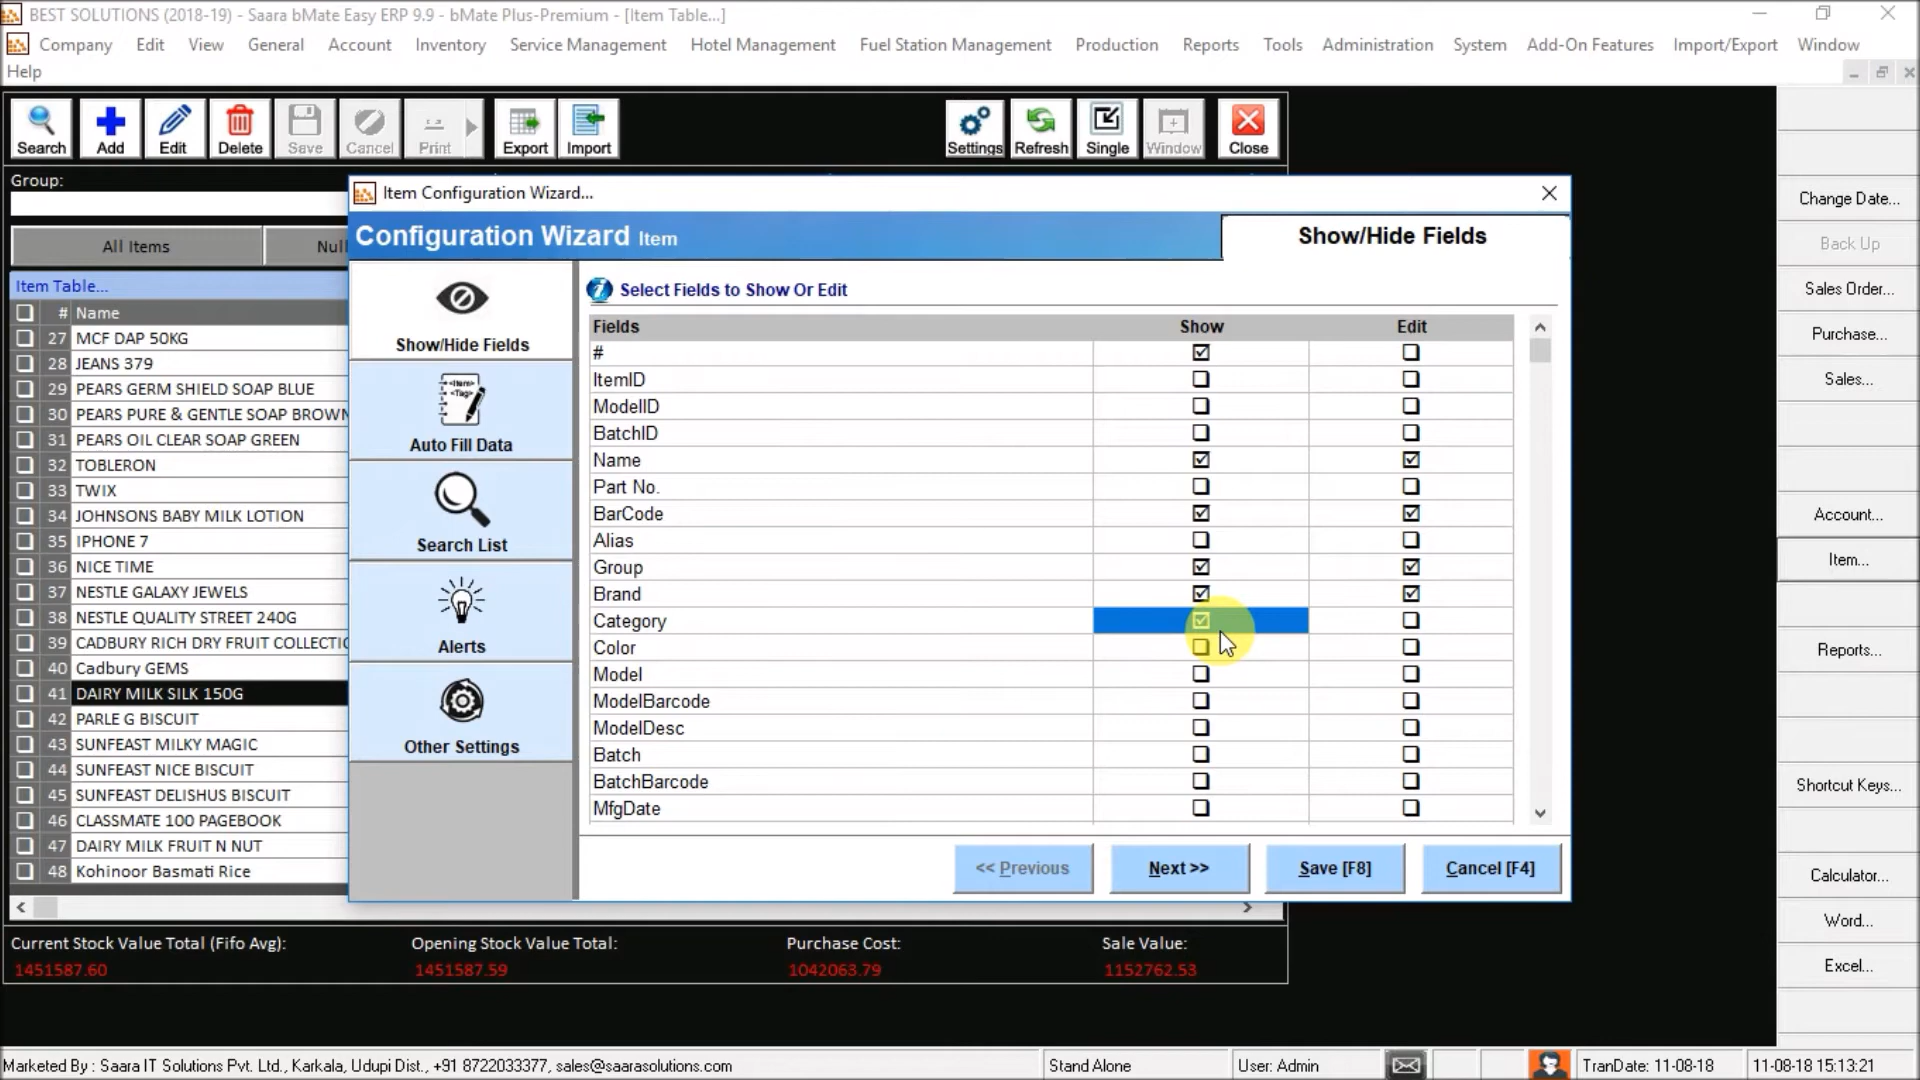 BEST SOLUTIONS (2018-19) - Saara bMate Easy ERP 9.9 - bMate Plus-Premium - [Item Table...]
Company Edit View General Account Inventory Service Management Hotel Management Fuel Station Management Production Reports Tools Administration System Add-On Features Import/Export Window
Help
Search Add Edit Delete Save Cancel Print Export Import Settings Refresh Single Window Close
Group:
All Items Null
Item Table...
# Name
27 MCF DAP 50KG
28 JEANS 379
29 PEARS GERM SHIELD SOAP BLUE
30 PEARS PURE & GENTLE SOAP BROWN
31 PEARS OIL CLEAR SOAP GREEN
32 TOBLERON
33 TWIX
34 JOHNSONS BABY MILK LOTION
35 IPHONE 7
36 NICE TIME
37 NESTLE GALAXY JEWELS
38 NESTLE QUALITY STREET 240G
39 CADBURY RICH DRY FRUIT COLLECTIO
40 Cadbury GEMS
41 DAIRY MILK SILK 150G
42 PARLE G BISCUIT
43 SUNFEAST MILKY MAGIC
44 SUNFEAST NICE BISCUIT
45 SUNFEAST DELISHUS BISCUIT
46 CLASSMATE 100 PAGEBOOK
47 DAIRY MILK FRUIT N NUT
48 Kohinoor Basmati Rice
Item Configuration Wizard...
Configuration Wizard Item
Show/Hide Fields
Show/Hide Fields
Auto Fill Data
Search List
Alerts
Other Settings
Select Fields to Show Or Edit
Fields Show Edit
#
ItemID
ModelID
BatchID
Name
Part No.
BarCode
Alias
Group
Brand
Category
Color
Model
ModelBarcode
ModelDesc
Batch
BatchBarcode
MfgDate
<< Previous Next >> Save [F8] Cancel [F4]
Current Stock Value Total (Fifo Avg): Opening Stock Value Total: Purchase Cost: Sale Value:
1451587.60 1451587.59 1042063.79 1152762.53
Change Date...
Back Up
Sales Order...
Purchase...
Sales...
Account...
Item...
Reports...
Shortcut Keys...
Calculator...
Word...
Excel...
Marketed By : Saara IT Solutions Pvt. Ltd., Karkala, Udupi Dist., +91 8722033377, sales@saarasolutions.com Stand Alone User: Admin TranDate: 11-08-18 11-08-18 15:13:21